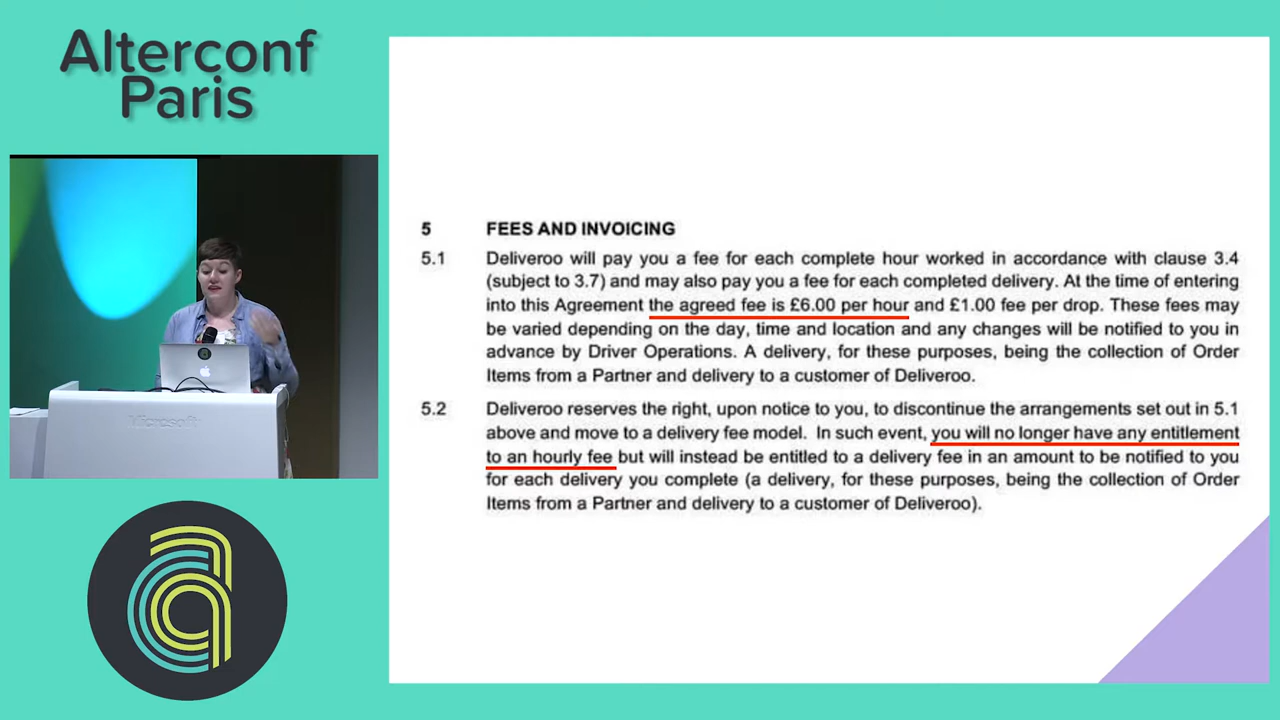 Alterconf
Paris
Microsoft
5 FEES AND INVOICING
5.1 Deliveroo will pay you a fee for each complete hour worked in accordance with clause 3.4
(subject to 3.7) and may also pay you a fee for each completed delivery. At the time of entering
into this Agreement the agreed fee is £6.00 per hour and £1.00 fee per drop. These fees may
be varied depending on the day, time and location and any changes will be notified to you in
advance by Driver Operations. A delivery, for these purposes, being the collection of Order
Items from a Partner and delivery to a customer of Deliveroo.
5.2 Deliveroo reserves the right, upon notice to you, to discontinue the arrangements set out in 5.1
above and move to a delivery fee model. In such event, you will no longer have any entitlement
to an hourly fee but will instead be entitled to a delivery fee in an amount to be notified to you
for each delivery you complete (a delivery, for these purposes, being the collection of Order
Items from a Partner and delivery to a customer of Deliveroo).